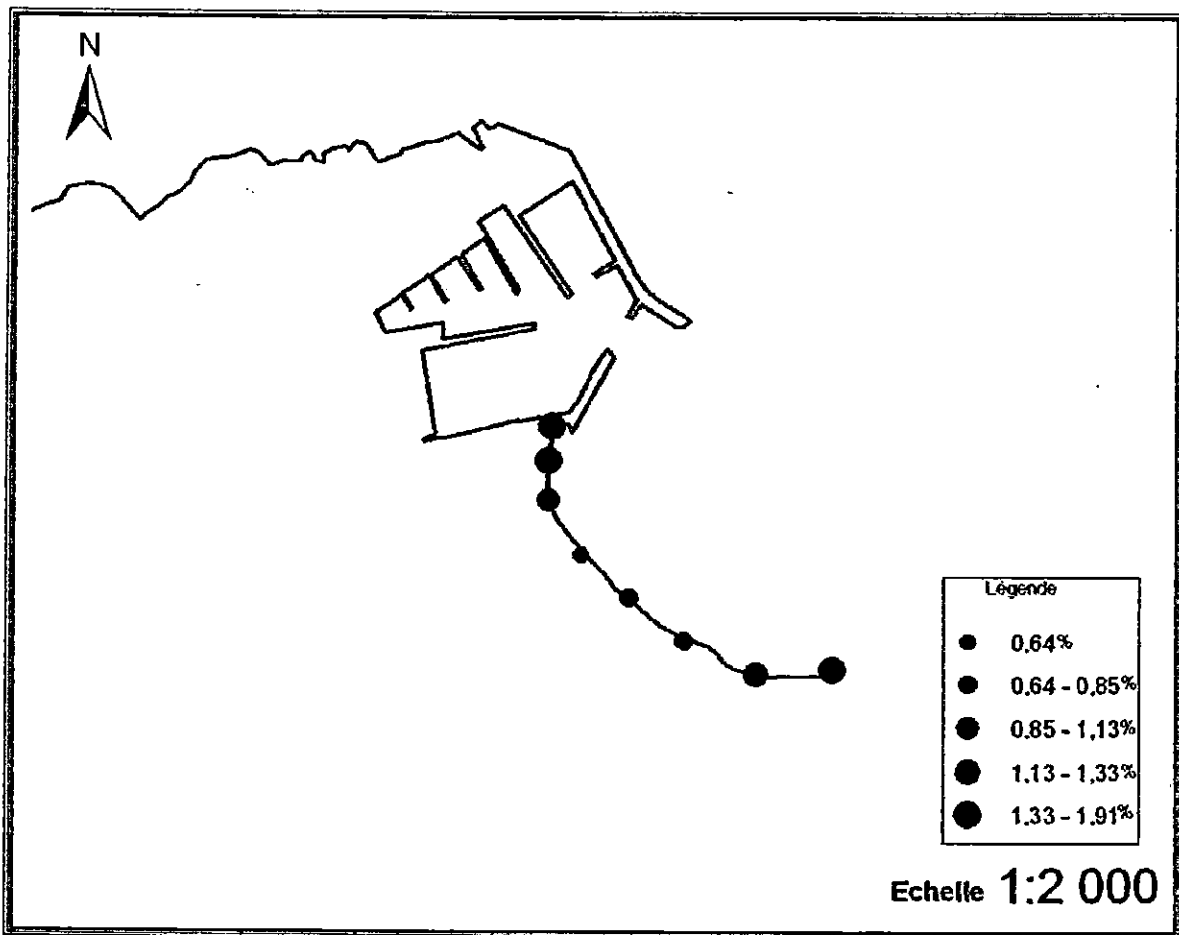 N
Légende
0.64%
0.64 - 0.85%
0.85 - 1,13%
1.13 - 1,33%
1.33 - 1.91%
Echelle 1:2 000